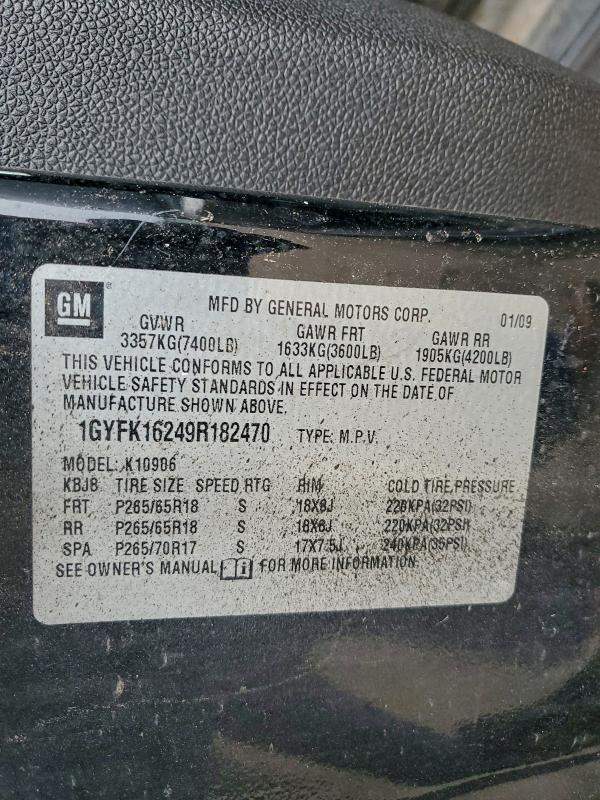 GM ®
MFD BY GENERAL MOTORS CORP. 01/09
GVWR GAWR FRT GAWR RR
3357KG(7400LB) 1633KG(3600LB) 1905KG(4200LB)
THIS VEHICLE CONFORMS TO ALL APPLICABLE U.S. FEDERAL MOTOR
VEHICLE SAFETY STANDARDS IN EFFECT ON THE DATE OF
MANUFACTURE SHOWN ABOVE.
1GYFK16249R182470 TYPE: M.P.V.
MODEL: K10906
KBJ8 TIRE SIZE SPEED RTG RIM COLD TIRE PRESSURE
FRT P265/65R18 S 18X8J 220KPA(32PSI)
RR P265/65R18 S 18X8J 220KPA(32PSI)
SPA P265/70R17 S 17X7.5J 240KPA(35PSI)
SEE OWNER'S MANUAL i FOR MORE INFORMATION.